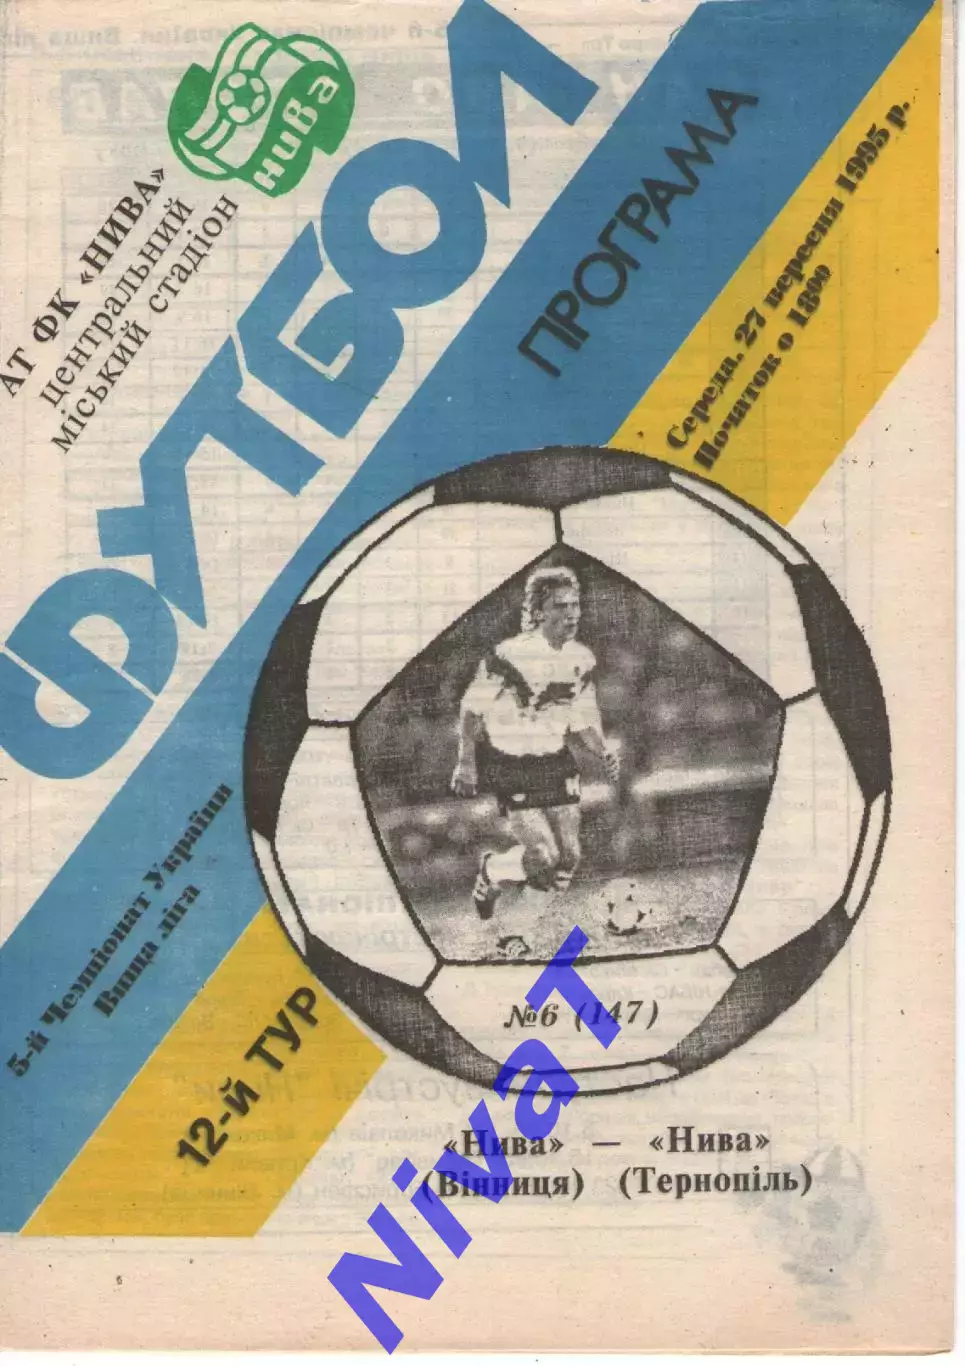 нива
АТ ФК «НИВА»
центральний
міський стадіон
ФУТБОЛ
ПРОГРАМА
Середа, 27 вересня 1995 р.
Початок о 18⁰⁰
5-й Чемпіонат України
Вища ліга
12-й ТУР
№6 (147)
«Нива» — «Нива»
(Вінниця) (Тернопіль)
NivaT